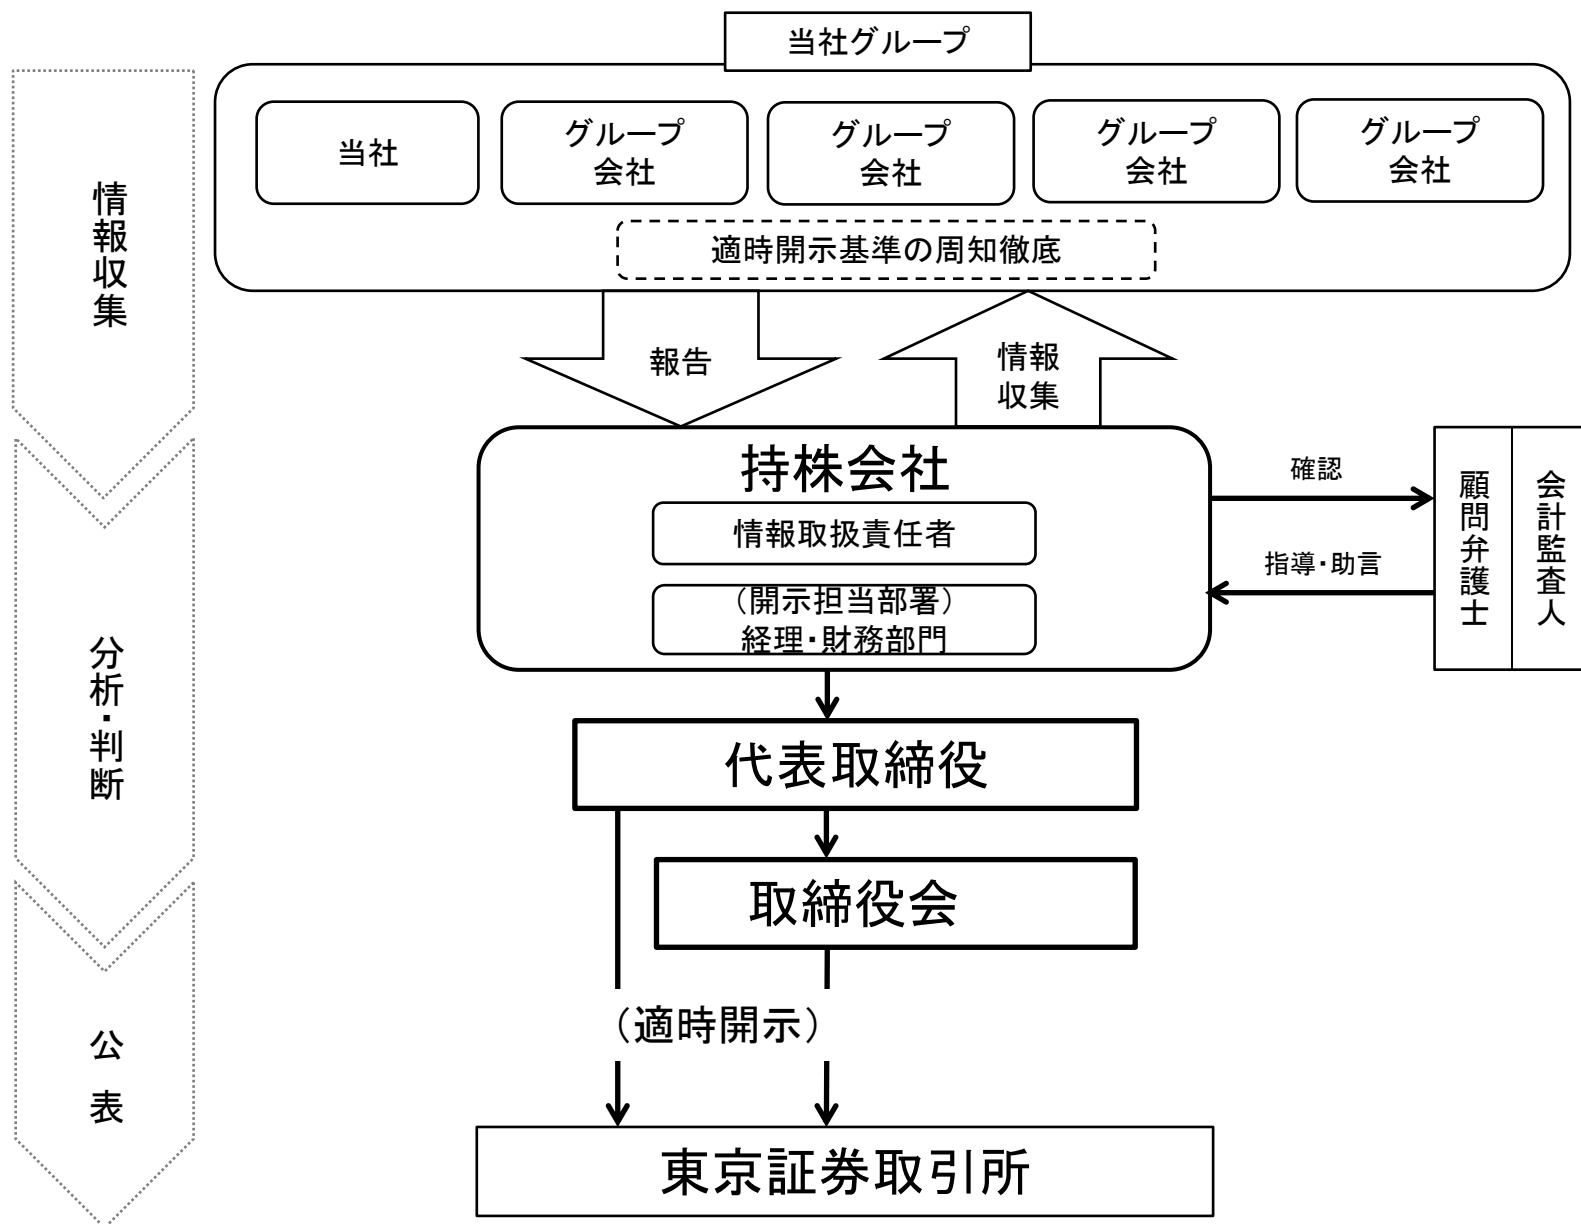 当社グループ
当社
グループ
会社
グループ
会社
グループ
会社
グループ
会社
適時開示基準の周知徹底
情報収集
報告
情報
収集
持株会社
情報取扱責任者
（開示担当部署）
経理・財務部門
確認
指導・助言
顧問弁護士
会計監査人
分析・判断
代表取締役
取締役会
（適時開示）
公表
東京証券取引所